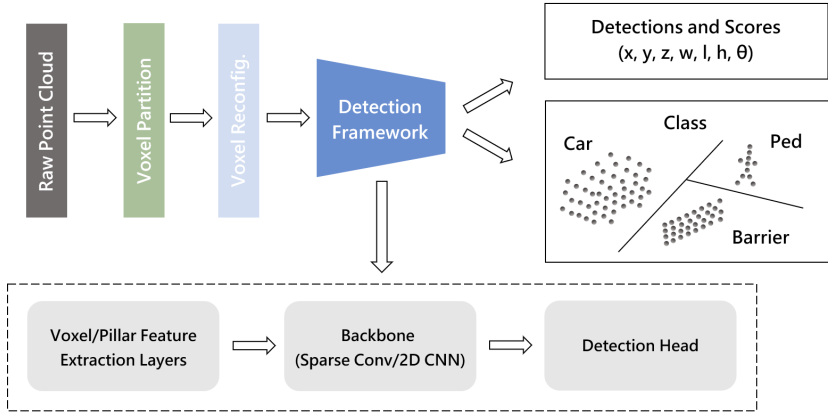 Raw Point Cloud
Voxel Partition
Voxel Reconfig.
Detection
Framework
Detections and Scores
(x, y, z, w, l, h, θ)
Class
Car
Ped
Barrier
Voxel/Pillar Feature
Extraction Layers
Backbone
(Sparse Conv/2D CNN)
Detection Head